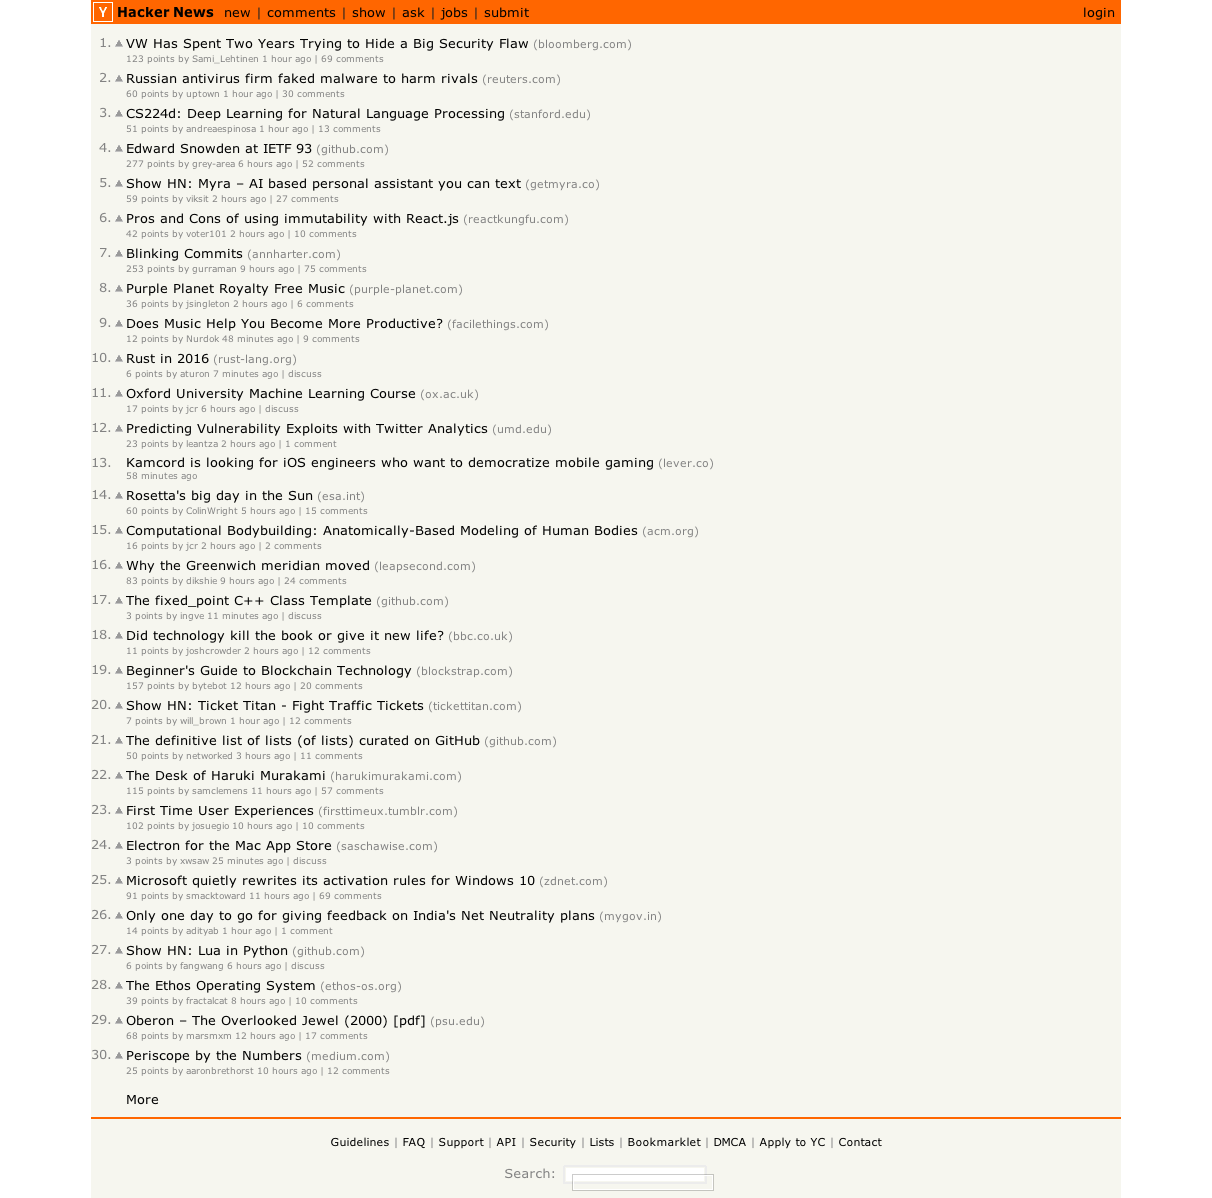 Y Hacker News new | comments | show | ask | jobs | submit login
1. VW Has Spent Two Years Trying to Hide a Big Security Flaw (bloomberg.com)
123 points by Sami_Lehtinen 1 hour ago | 69 comments
2. Russian antivirus firm faked malware to harm rivals (reuters.com)
60 points by uptown 1 hour ago | 30 comments
3. CS224d: Deep Learning for Natural Language Processing (stanford.edu)
51 points by andreaespinosa 1 hour ago | 13 comments
4. Edward Snowden at IETF 93 (github.com)
277 points by grey-area 6 hours ago | 52 comments
5. Show HN: Myra – AI based personal assistant you can text (getmyra.co)
59 points by viksit 2 hours ago | 27 comments
6. Pros and Cons of using immutability with React.js (reactkungfu.com)
42 points by voter101 2 hours ago | 10 comments
7. Blinking Commits (annharter.com)
253 points by gurraman 9 hours ago | 75 comments
8. Purple Planet Royalty Free Music (purple-planet.com)
36 points by jsingleton 2 hours ago | 6 comments
9. Does Music Help You Become More Productive? (facilethings.com)
12 points by Nurdok 48 minutes ago | 9 comments
10. Rust in 2016 (rust-lang.org)
6 points by aturon 7 minutes ago | discuss
11. Oxford University Machine Learning Course (ox.ac.uk)
17 points by jcr 6 hours ago | discuss
12. Predicting Vulnerability Exploits with Twitter Analytics (umd.edu)
23 points by leantza 2 hours ago | 1 comment
13. Kamcord is looking for iOS engineers who want to democratize mobile gaming (lever.co)
58 minutes ago
14. Rosetta's big day in the Sun (esa.int)
60 points by ColinWright 5 hours ago | 15 comments
15. Computational Bodybuilding: Anatomically-Based Modeling of Human Bodies (acm.org)
16 points by jcr 2 hours ago | 2 comments
16. Why the Greenwich meridian moved (leapsecond.com)
83 points by dikshie 9 hours ago | 24 comments
17. The fixed_point C++ Class Template (github.com)
3 points by ingve 11 minutes ago | discuss
18. Did technology kill the book or give it new life? (bbc.co.uk)
11 points by joshcrowder 2 hours ago | 12 comments
19. Beginner's Guide to Blockchain Technology (blockstrap.com)
157 points by bytebot 12 hours ago | 20 comments
20. Show HN: Ticket Titan - Fight Traffic Tickets (tickettitan.com)
7 points by will_brown 1 hour ago | 12 comments
21. The definitive list of lists (of lists) curated on GitHub (github.com)
50 points by networked 3 hours ago | 11 comments
22. The Desk of Haruki Murakami (harukimurakami.com)
115 points by samclemens 11 hours ago | 57 comments
23. First Time User Experiences (firsttimeux.tumblr.com)
102 points by josuegio 10 hours ago | 10 comments
24. Electron for the Mac App Store (saschawise.com)
3 points by xwsaw 25 minutes ago | discuss
25. Microsoft quietly rewrites its activation rules for Windows 10 (zdnet.com)
91 points by smacktoward 11 hours ago | 69 comments
26. Only one day to go for giving feedback on India's Net Neutrality plans (mygov.in)
14 points by adityab 1 hour ago | 1 comment
27. Show HN: Lua in Python (github.com)
6 points by fangwang 6 hours ago | discuss
28. The Ethos Operating System (ethos-os.org)
39 points by fractalcat 8 hours ago | 10 comments
29. Oberon – The Overlooked Jewel (2000) [pdf] (psu.edu)
68 points by marsmxm 12 hours ago | 17 comments
30. Periscope by the Numbers (medium.com)
25 points by aaronbrethorst 10 hours ago | 12 comments
More
Guidelines | FAQ | Support | API | Security | Lists | Bookmarklet | DMCA | Apply to YC | Contact
Search: